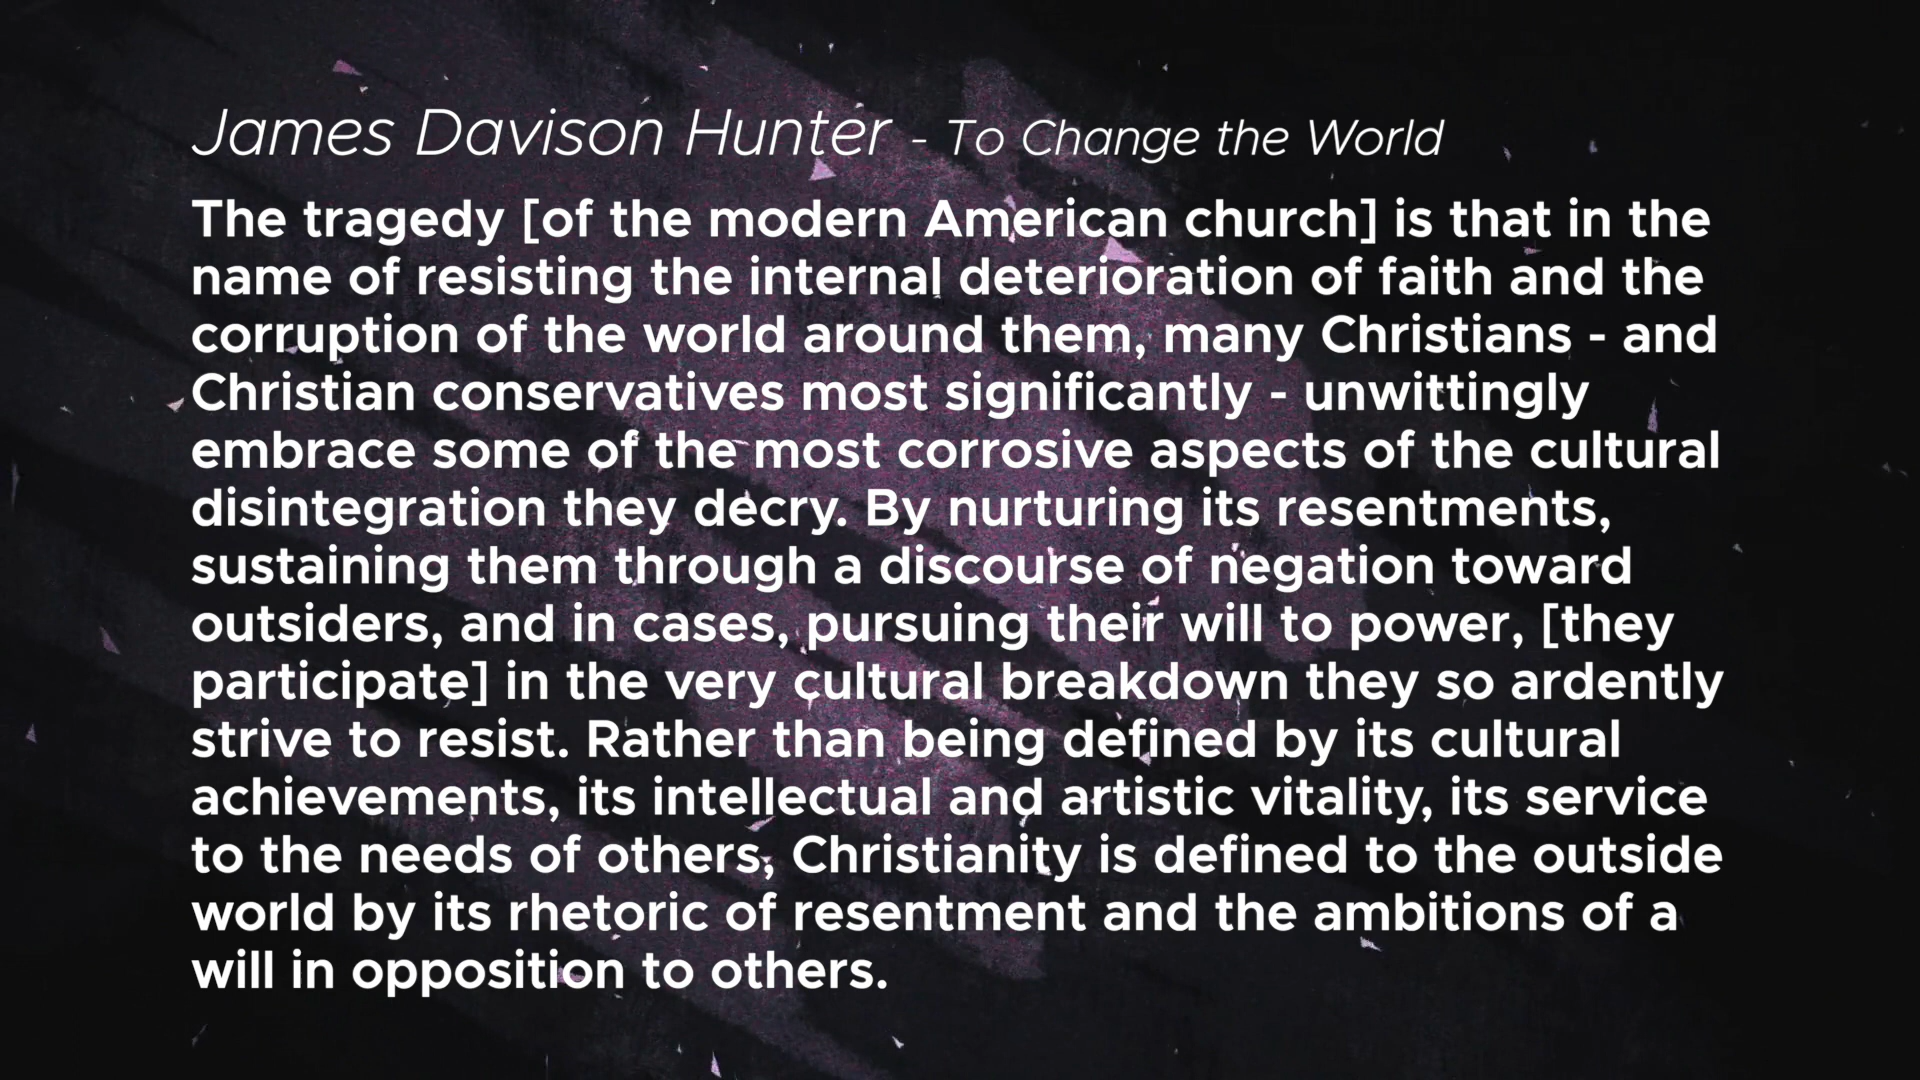 James Davison Hunter - To Change the World
The tragedy [of the modern American church] is that in the
name of resisting the internal deterioration of faith and the
corruption of the world around them, many Christians - and
Christian conservatives most significantly - unwittingly
embrace some of the most corrosive aspects of the cultural
disintegration they decry. By nurturing its resentments,
sustaining them through a discourse of negation toward
outsiders, and in cases, pursuing their will to power, [they
participate] in the very cultural breakdown they so ardently
strive to resist. Rather than being defined by its cultural
achievements, its intellectual and artistic vitality, its service
to the needs of others, Christianity is defined to the outside
world by its rhetoric of resentment and the ambitions of a
will in opposition to others.